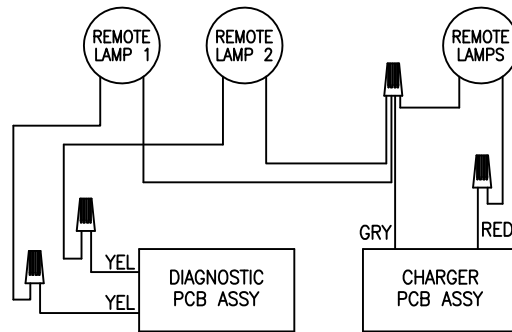 REMOTE
LAMP 1
REMOTE
LAMP 2
REMOTE
LAMPS
GRY
RED
YEL
YEL
DIAGNOSTIC
PCB ASSY
CHARGER
PCB ASSY